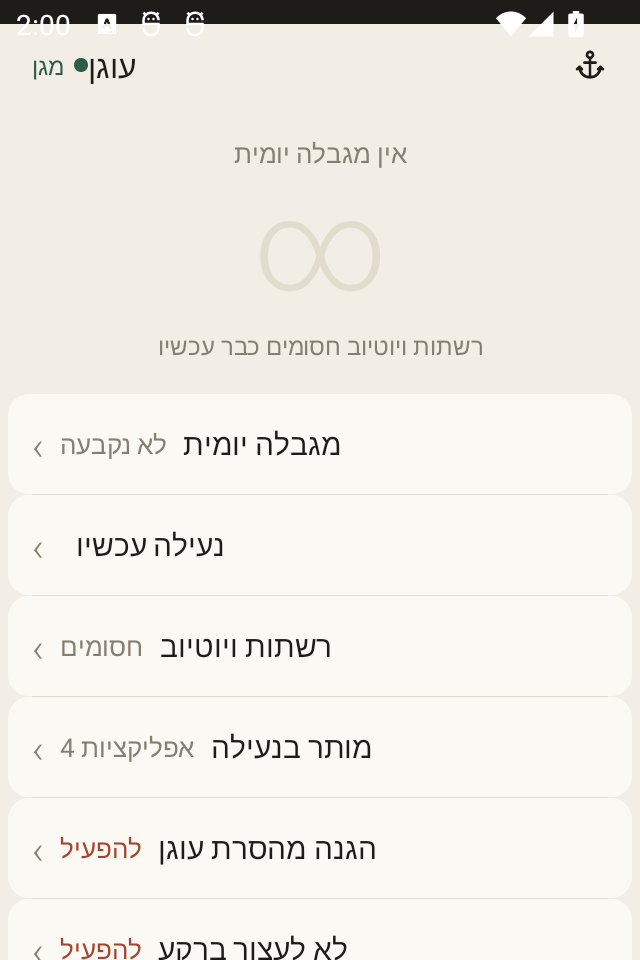 2:00
עוגן
מגן
אין מגבלה יומית
∞
רשתות ויוטיוב חסומים כבר עכשיו
מגבלה יומית לא נקבעה
נעילה עכשיו
רשתות ויוטיוב חסומים
מותר בנעילה 4 אפליקציות
הגנה מהסרת עוגן להפעיל
לא לעצור ברקע להפעיל